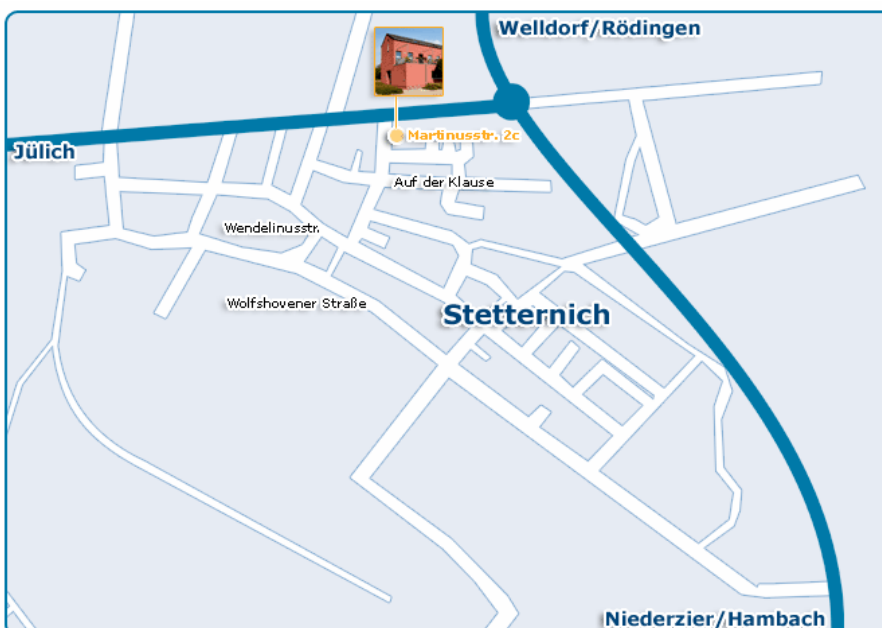 Welldorf/Rödingen
Martinusstr. 2c
Jülich
Auf der Klause
Wendelinusstr.
Wolfshovener Straße
Stetternich
Niederzier/Hambach